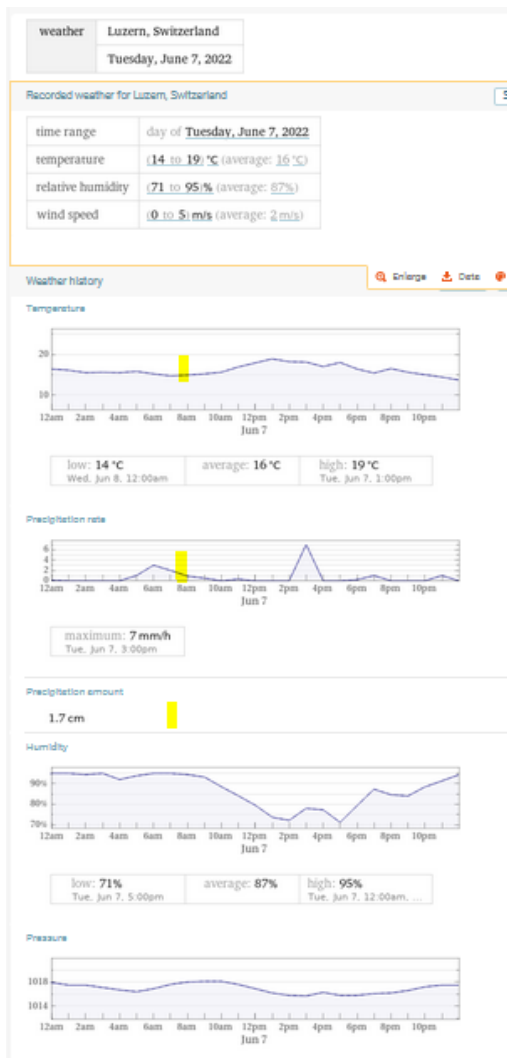 weather Luzern, Switzerland
Tuesday, June 7, 2022
Recorded weather for Luzern, Switzerland
time range day of Tuesday, June 7, 2022
temperature (14 to 19) °C (average: 16 °C)
relative humidity (71 to 95)% (average: 87%)
wind speed (0 to 5) m/s (average: 2 m/s)
Weather history Enlarge Data
Temperature
20
10
12am 2am 4am 6am 8am 10am 12pm 2pm 4pm 6pm 8pm 10pm
Jun 7
low: 14 °C average: 16 °C high: 19 °C
Wed, Jun 8, 12:00am Tue, Jun 7, 1:00pm
Precipitation rate
6
4
2
0
12am 2am 4am 6am 8am 10am 12pm 2pm 4pm 6pm 8pm 10pm
Jun 7
maximum: 7 mm/h
Tue, Jun 7, 3:00pm
Precipitation amount
1.7 cm
Humidity
90%
80%
70%
12am 2am 4am 6am 8am 10am 12pm 2pm 4pm 6pm 8pm 10pm
Jun 7
low: 71% average: 87% high: 95%
Tue, Jun 7, 5:00pm Tue, Jun 7, 12:00am, ...
Pressure
1018
1014
12am 2am 4am 6am 8am 10am 12pm 2pm 4pm 6pm 8pm 10pm
Jun 7